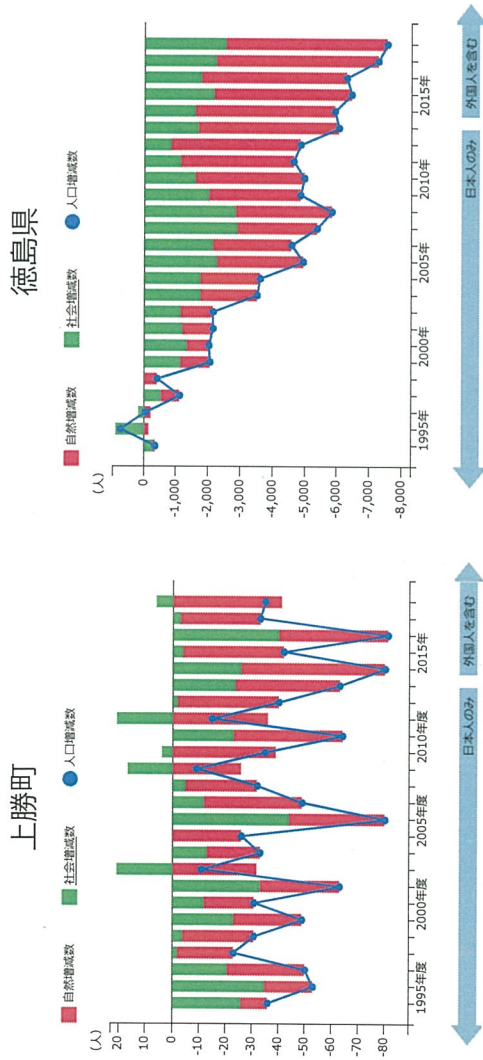 上勝町
自然増減数 社会増減数 人口増減数
(人)
20
10
0
-10
-20
-30
-40
-50
-60
-70
-80
1995年度 2000年度 2005年度 2010年度 2015年
日本人のみ 外国人を含む
徳島県
自然増減数 社会増減数 人口増減数
(人)
0
-1,000
-2,000
-3,000
-4,000
-5,000
-6,000
-7,000
-8,000
1995年 2000年 2005年 2010年 2015年
日本人のみ 外国人を含む